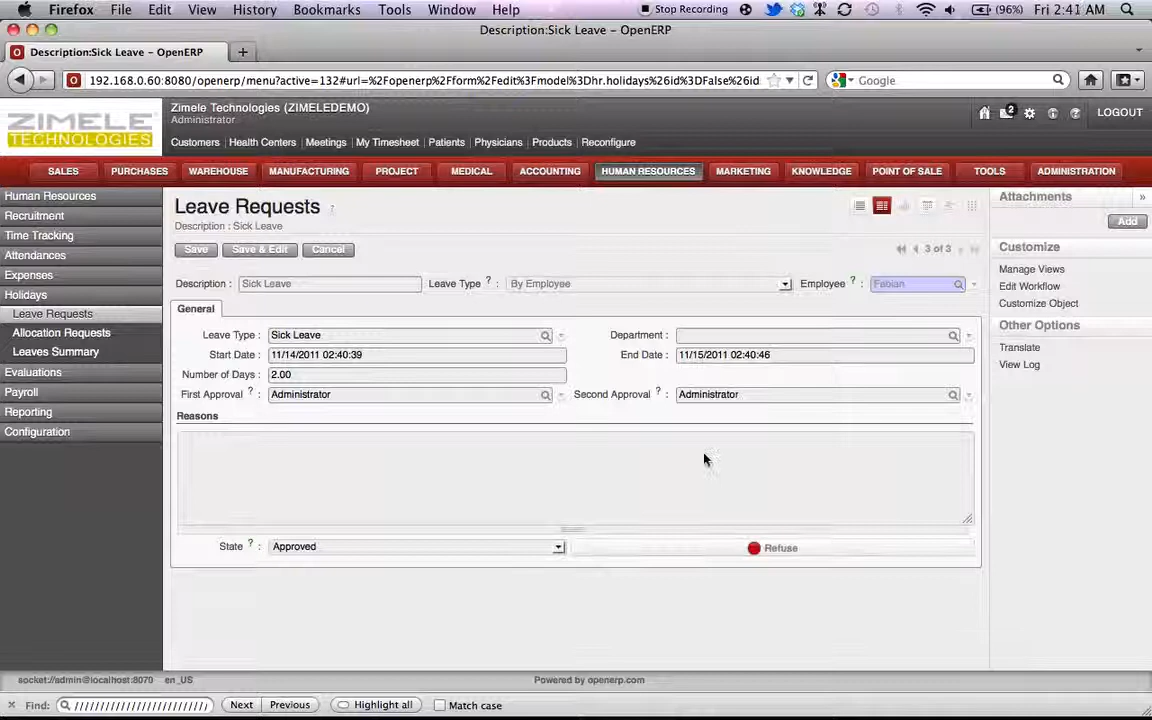 Firefox File Edit View History Bookmarks Tools Window Help Stop Recording (96%) Fri 2:41 AM
Description:Sick Leave – OpenERP
Description:Sick Leave – OpenERP
192.168.0.60:8080/openerp/menu?active=132#url=%2Fopenerp%2Fform%2Fedit%3Fmodel%3Dhr.holidays%26id%3DFalse%26id Google
ZIMELE TECHNOLOGIES
Zimele Technologies (ZIMELEDEMO)
Administrator
2 LOGOUT
Customers Health Centers Meetings My Timesheet Patients Physicians Products Reconfigure
SALES PURCHASES WAREHOUSE MANUFACTURING PROJECT MEDICAL ACCOUNTING HUMAN RESOURCES MARKETING KNOWLEDGE POINT OF SALE TOOLS ADMINISTRATION
Human Resources
Recruitment
Time Tracking
Attendances
Expenses
Holidays
Leave Requests
Allocation Requests
Leaves Summary
Evaluations
Payroll
Reporting
Configuration
Leave Requests ?
Description : Sick Leave
Save Save & Edit Cancel 3 of 3
Description : Sick Leave Leave Type ? : By Employee Employee ? : Fabian
General
Leave Type : Sick Leave Department :
Start Date : 11/14/2011 02:40:39 End Date : 11/15/2011 02:40:46
Number of Days : 2.00
First Approval ? : Administrator Second Approval ? : Administrator
Reasons
State ? : Approved Refuse
Attachments »
Add
Customize
Manage Views
Edit Workflow
Customize Object
Other Options
Translate
View Log
socket://admin@localhost:8070 en_US Powered by openerp.com
Find: Next Previous Highlight all Match case